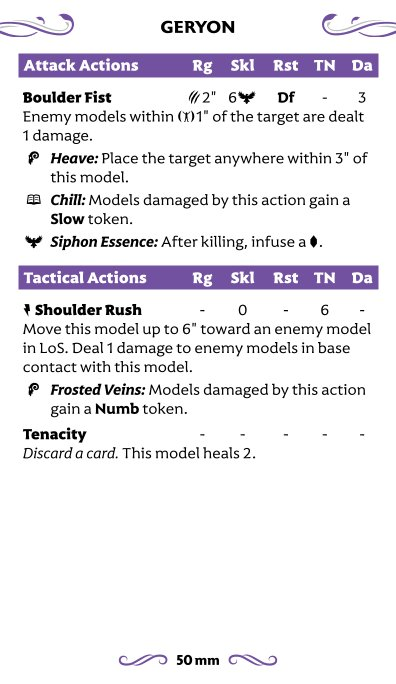 GERYON
Attack Actions Rg Skl Rst TN Da
Boulder Fist 2" 6 Df - 3
Enemy models within 1" of the target are dealt
1 damage.
Heave: Place the target anywhere within 3" of
this model.
Chill: Models damaged by this action gain a
Slow token.
Siphon Essence: After killing, infuse a .
Tactical Actions Rg Skl Rst TN Da
Shoulder Rush - 0 - 6 -
Move this model up to 6" toward an enemy model
in LoS. Deal 1 damage to enemy models in base
contact with this model.
Frosted Veins: Models damaged by this action
gain a Numb token.
Tenacity - - - - -
Discard a card. This model heals 2.
50 mm